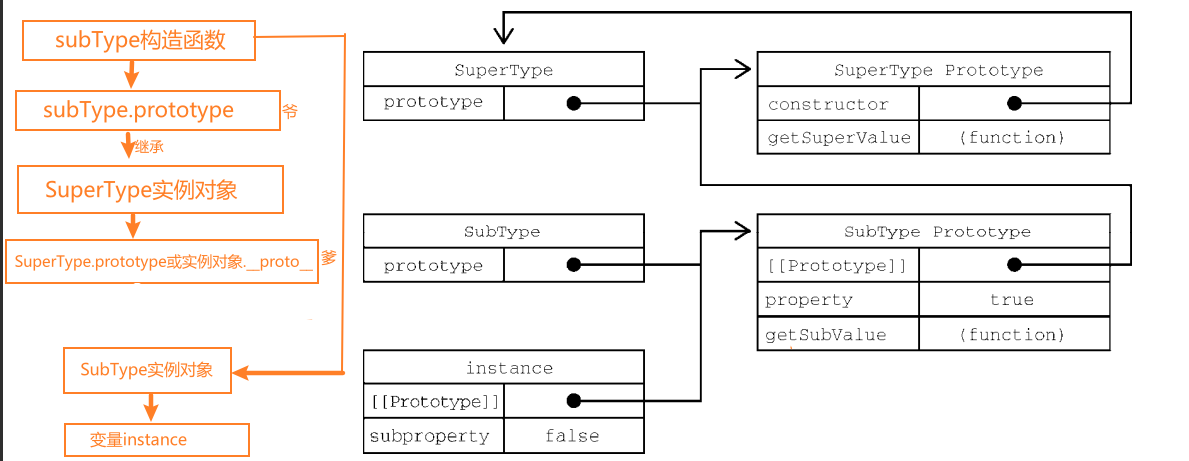 subType构造函数
subType.prototype
爷
继承
SuperType实例对象
SuperType.prototype或实例对象.__proto__
爹
SubType实例对象
变量instance
SuperType
prototype
SuperType Prototype
constructor
getSuperValue (function)
SubType
prototype
SubType Prototype
[[Prototype]]
property true
getSubValue (function)
instance
[[Prototype]]
subproperty false